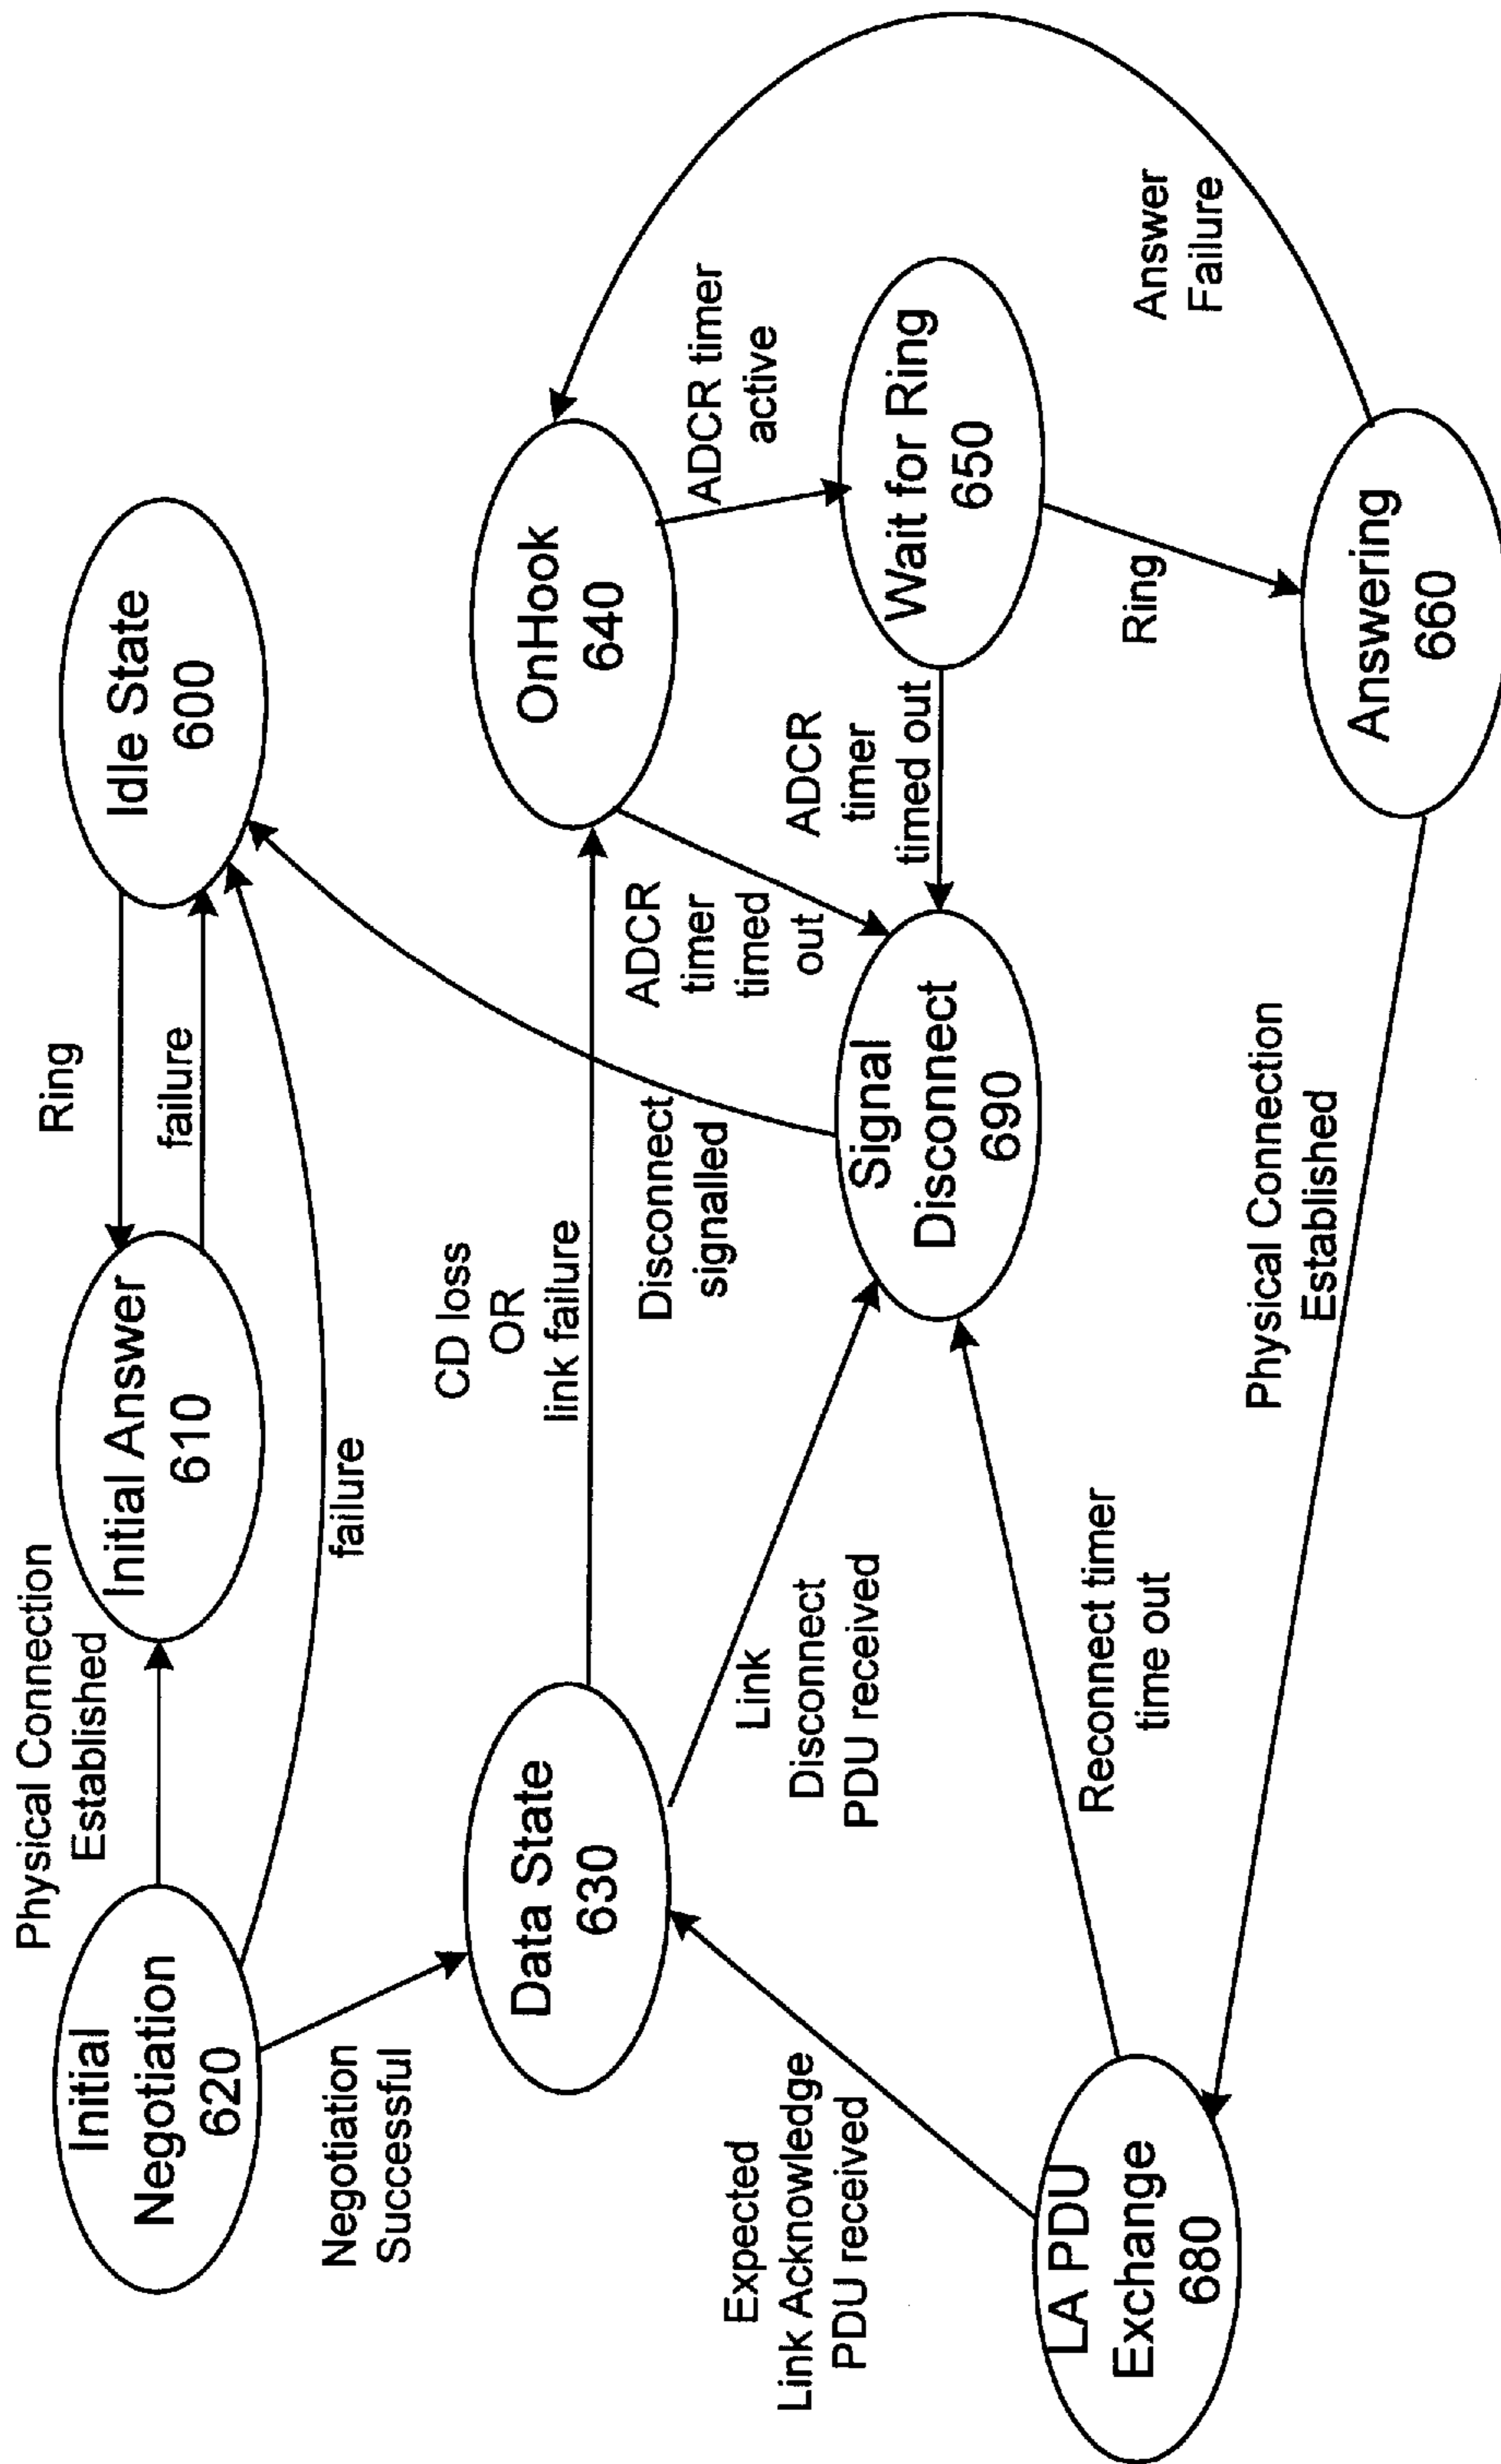 Physical Connection
Established
Ring
failure
Initial
Negotiation
620
Initial Answer
610
Idle State
600
failure
Negotiation
Successful
CD loss
OR
link failure
Data State
630
OnHook
640
ADCR timer
active
ADCR
timer
timed
out
Disconnect
signalled
Link
Disconnect
PDU received
Expected
Link Acknowledge
PDU received
ADCR
timer
timed out
Signal
Disconnect
690
Wait for Ring
650
Reconnect timer
time out
Ring
Answer
Failure
LA PDU
Exchange
680
Physical Connection
Established
Answering
660